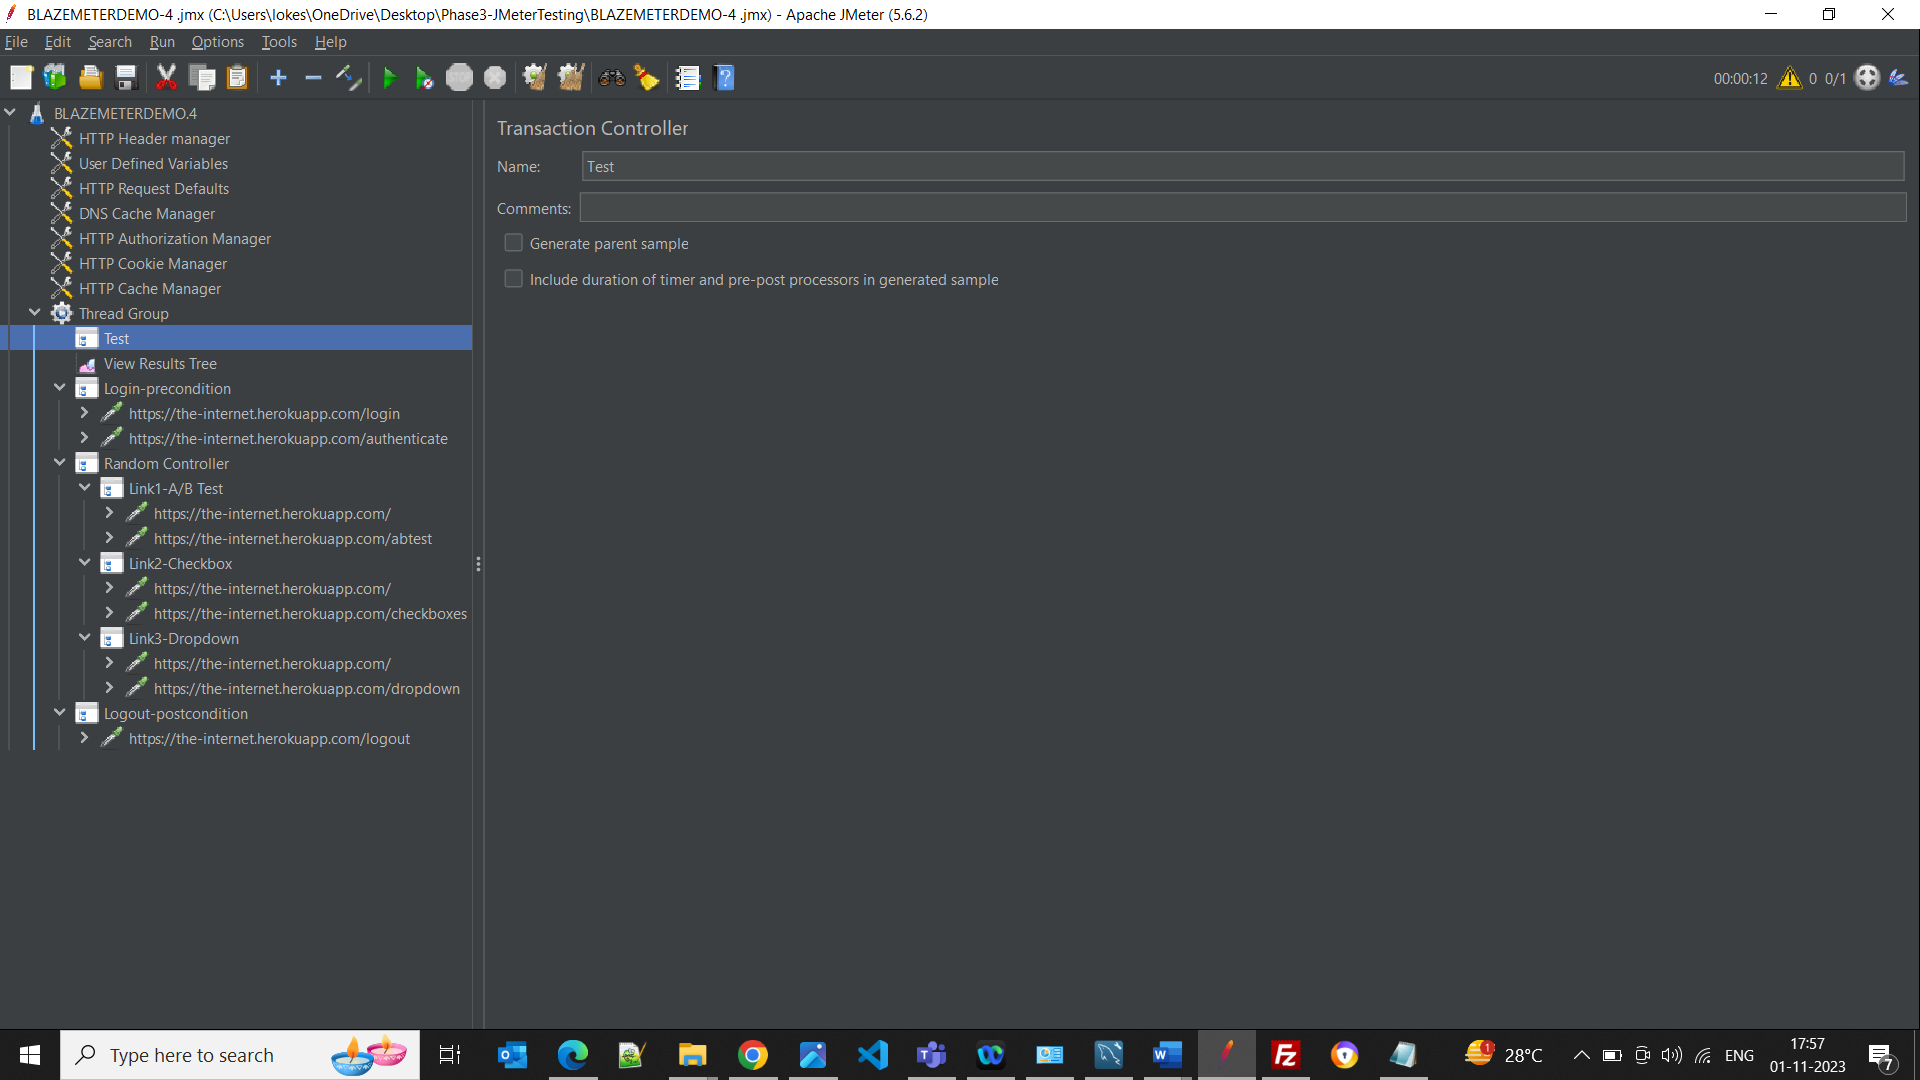 BLAZEMETERDEMO-4 .jmx (C:\Users\lokes\OneDrive\Desktop\Phase3-JMeterTesting\BLAZEMETERDEMO-4 .jmx) - Apache JMeter (5.6.2)
File Edit Search Run Options Tools Help
STOP
00:00:12 0 0/1
BLAZEMETERDEMO.4
HTTP Header manager
User Defined Variables
HTTP Request Defaults
DNS Cache Manager
HTTP Authorization Manager
HTTP Cookie Manager
HTTP Cache Manager
Thread Group
Test
View Results Tree
Login-precondition
https://the-internet.herokuapp.com/login
https://the-internet.herokuapp.com/authenticate
Random Controller
Link1-A/B Test
https://the-internet.herokuapp.com/
https://the-internet.herokuapp.com/abtest
Link2-Checkbox
https://the-internet.herokuapp.com/
https://the-internet.herokuapp.com/checkboxes
Link3-Dropdown
https://the-internet.herokuapp.com/
https://the-internet.herokuapp.com/dropdown
Logout-postcondition
https://the-internet.herokuapp.com/logout
Transaction Controller
Name: Test
Comments:
Generate parent sample
Include duration of timer and pre-post processors in generated sample
Type here to search
1 28°C
ENG
17:57
01-11-2023
7